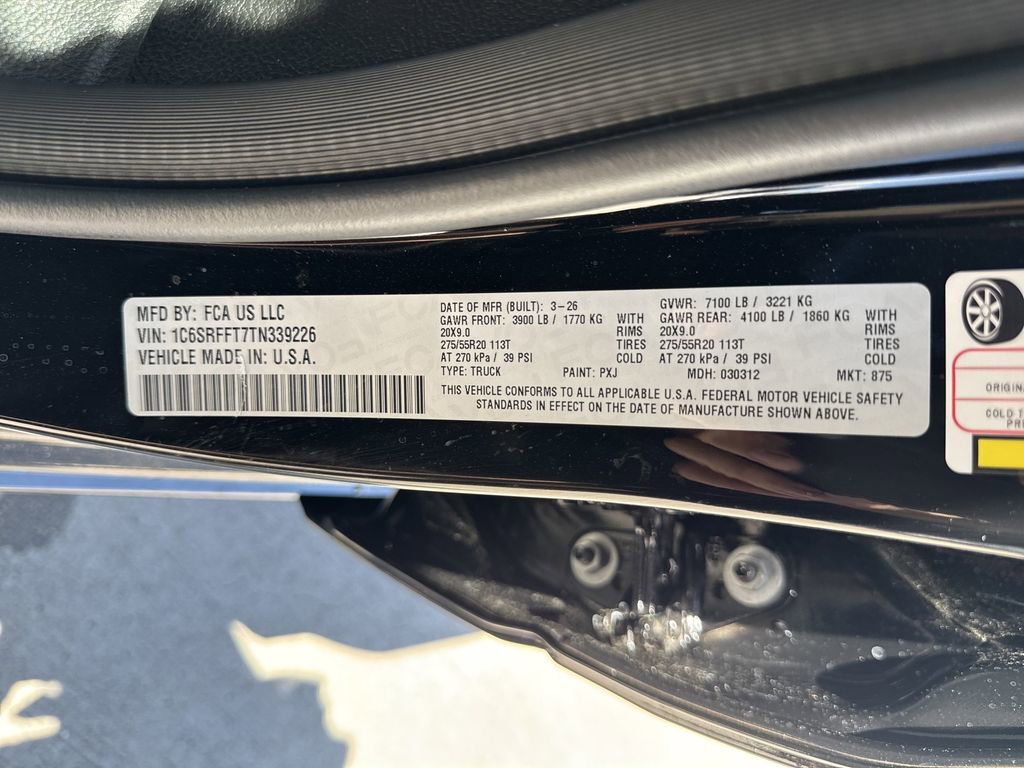 MFD BY: FCA US LLC
VIN: 1C6SRFFT7TN339226
VEHICLE MADE IN: U.S.A.
DATE OF MFR (BUILT): 3-26 GVWR: 7100 LB / 3221 KG
GAWR FRONT: 3900 LB / 1770 KG WITH GAWR REAR: 4100 LB / 1860 KG WITH
20X9.0 RIMS 20X9.0 RIMS
275/55R20 113T TIRES 275/55R20 113T TIRES
AT 270 kPa / 39 PSI COLD AT 270 kPa / 39 PSI COLD
TYPE: TRUCK PAINT: PXJ MDH: 030312 MKT: 875
THIS VEHICLE CONFORMS TO ALL APPLICABLE U.S.A. FEDERAL MOTOR VEHICLE SAFETY
STANDARDS IN EFFECT ON THE DATE OF MANUFACTURE SHOWN ABOVE.
ORIGIN
COLD T
PRE